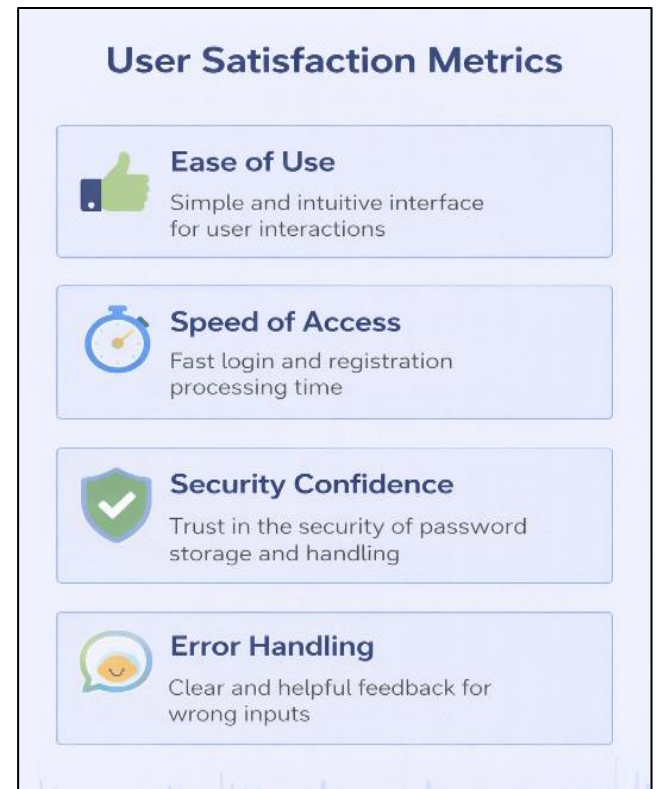 User Satisfaction Metrics
Ease of Use
Simple and intuitive interface
for user interactions
Speed of Access
Fast login and registration
processing time
Security Confidence
Trust in the security of password
storage and handling
Error Handling
Clear and helpful feedback for
wrong inputs